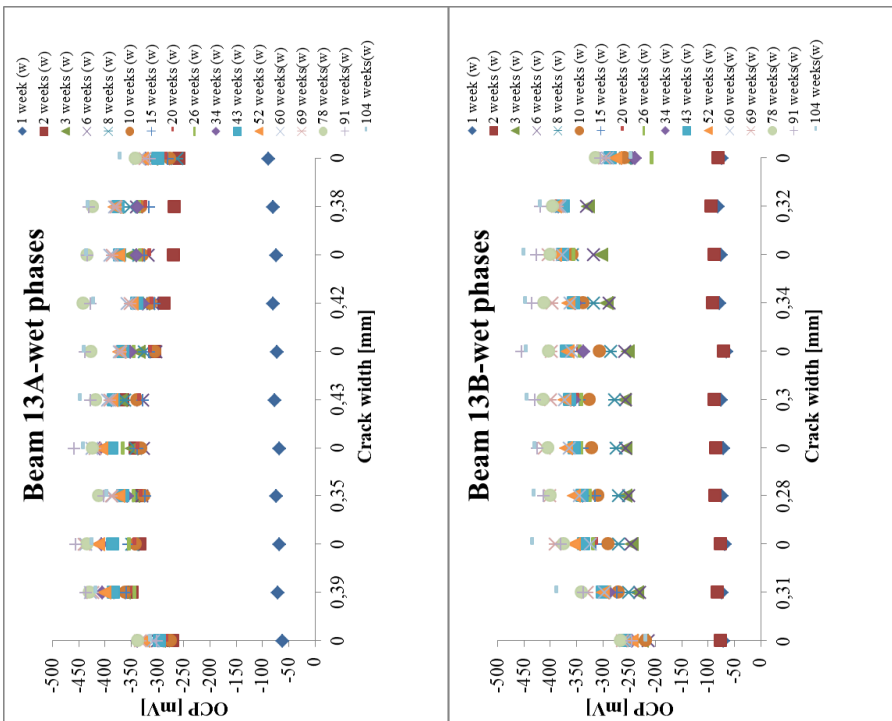 Beam 13A-wet phases
-500
-450
-400
-350
-300
-250
-200
-150
-100
-50
0
OCP [mV]
0 0,39 0 0,35 0 0,43 0 0,42 0 0,38 0
Crack width [mm]
1 week (w)
2 weeks (w)
3 weeks (w)
6 weeks (w)
8 weeks (w)
10 weeks (w)
15 weeks (w)
20 weeks (w)
26 weeks (w)
34 weeks (w)
43 weeks (w)
52 weeks(w)
60 weeks(w)
69 weeks(w)
78 weeks(w)
91 weeks(w)
104 weeks(w)
Beam 13B-wet phases
-500
-450
-400
-350
-300
-250
-200
-150
-100
-50
0
OCP [mV]
0 0,31 0 0,28 0 0,3 0 0,34 0 0,32 0
Crack width [mm]
1 week (w)
2 weeks (w)
3 weeks (w)
6 weeks (w)
8 weeks (w)
10 weeks (w)
15 weeks (w)
20 weeks (w)
26 weeks (w)
34 weeks (w)
43 weeks (w)
52 weeks(w)
60 weeks(w)
69 weeks(w)
78 weeks(w)
91 weeks(w)
104 weeks(w)